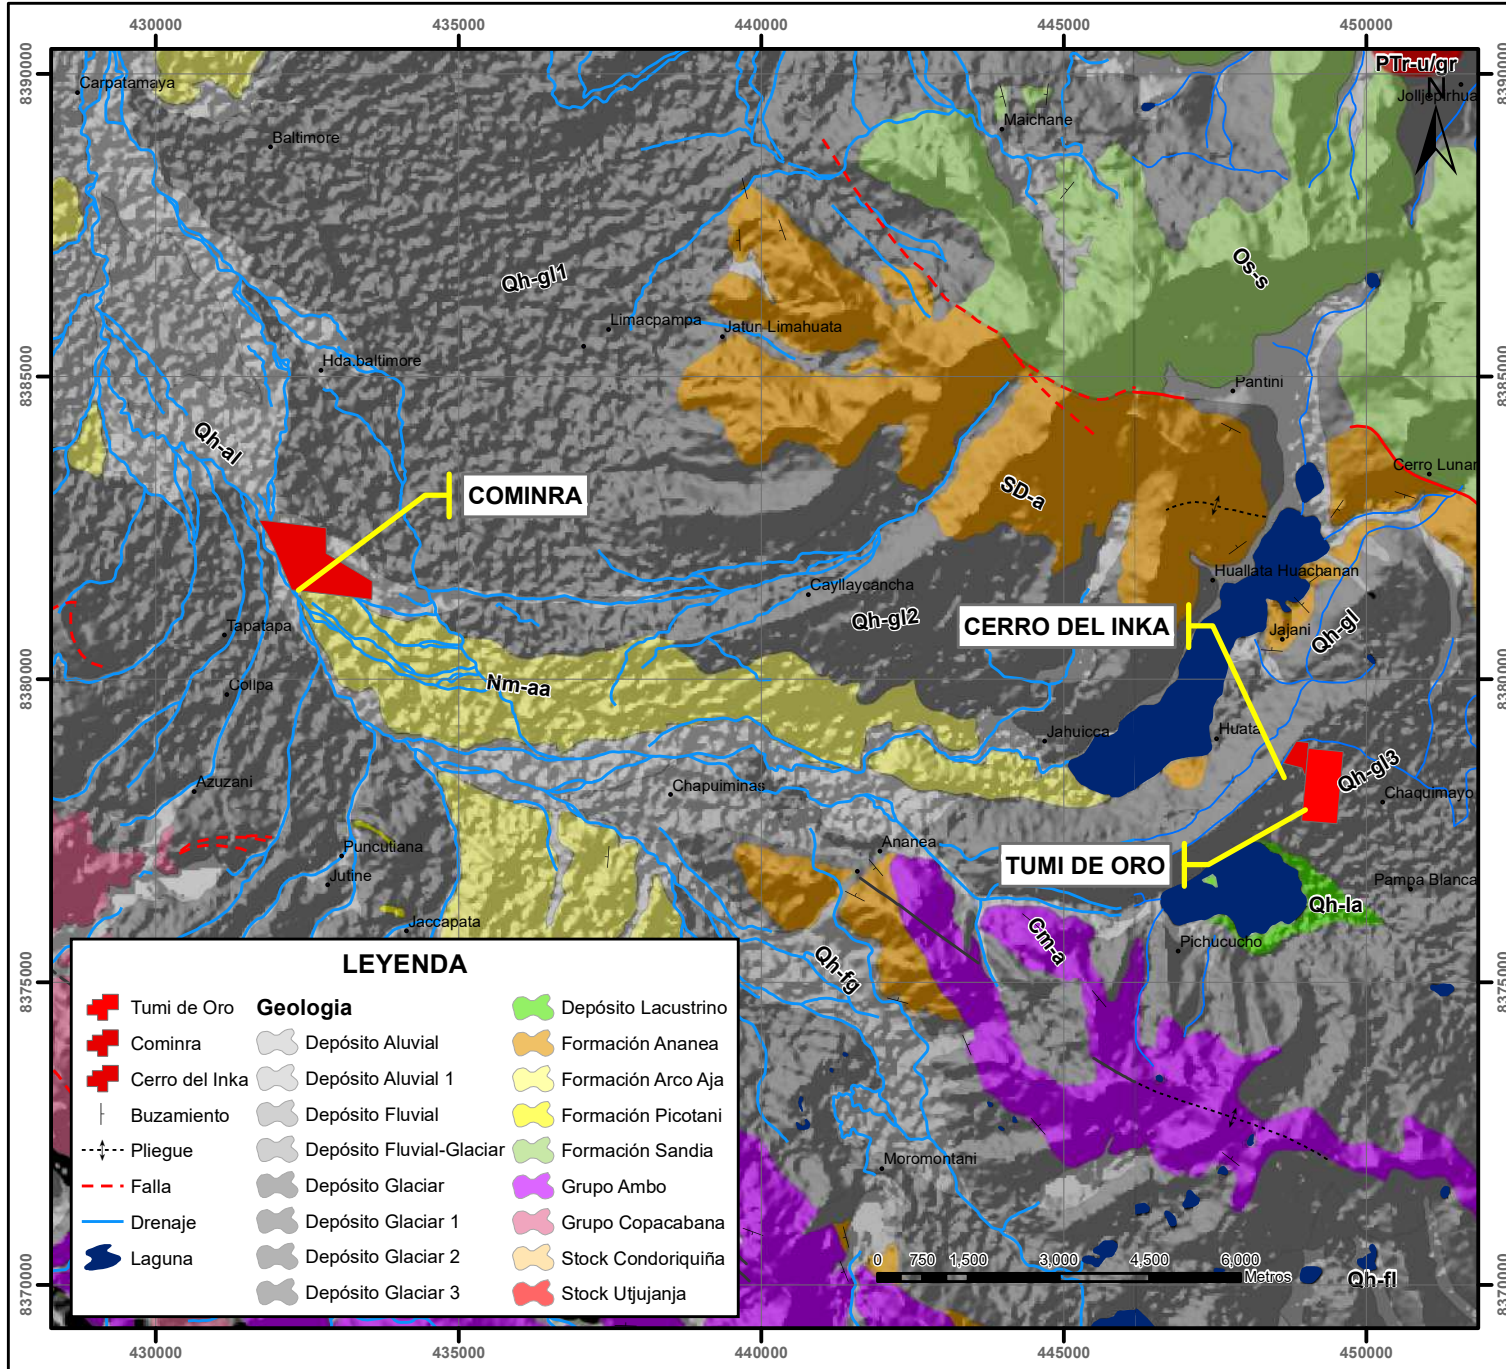 430000
435000
440000
445000
450000
8390000
8390000
PTr-u/gr
N
Carpatamaya
Maichane
Baltimore
Qh-gl1
Os-s
Limacpampa
Jatun Limahuata
Hda.baltimore
8385000
8385000
Pantini
Qh-al
Cerro Lunar
COMINRA
SD-a
Huallata Huachanan
Cayllaycancha
Qh-gl2
CERRO DEL INKA
Tapatapa
Jajani
Qh-gl
Collpa
Nm-aa
8380000
8380000
Jahuicca
Huata
Azuzani
Chapuiminas
Qh-gl3
Chaquimayo
Puncutiana
Ananea
TUMI DE ORO
Jutine
Pampa Blanca
Qh-la
Jaccapata
Cm-a
Pichucucho
Qh-fg
8375000
8375000
LEYENDA
Tumi de Oro
Cominra
Cerro del Inka
Buzamiento
Pliegue
Falla
Drenaje
Laguna
Geologia
Depósito Aluvial
Depósito Aluvial 1
Depósito Fluvial
Depósito Fluvial-Glaciar
Depósito Glaciar
Depósito Glaciar 1
Depósito Glaciar 2
Depósito Glaciar 3
Depósito Lacustrino
Formación Ananea
Formación Arco Aja
Formación Picotani
Formación Sandia
Grupo Ambo
Grupo Copacabana
Stock Condoriquiña
Stock Utjujanja
Moromontani
0 750 1,500 3,000 4,500 6,000
Metros
Qh-fl
8370000
8370000
430000
435000
440000
445000
450000